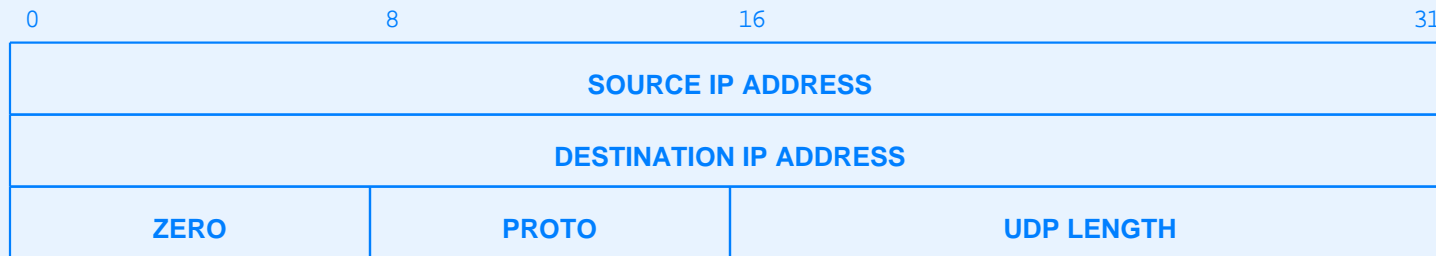 0 8 16 31
SOURCE IP ADDRESS
DESTINATION IP ADDRESS
ZERO PROTO UDP LENGTH